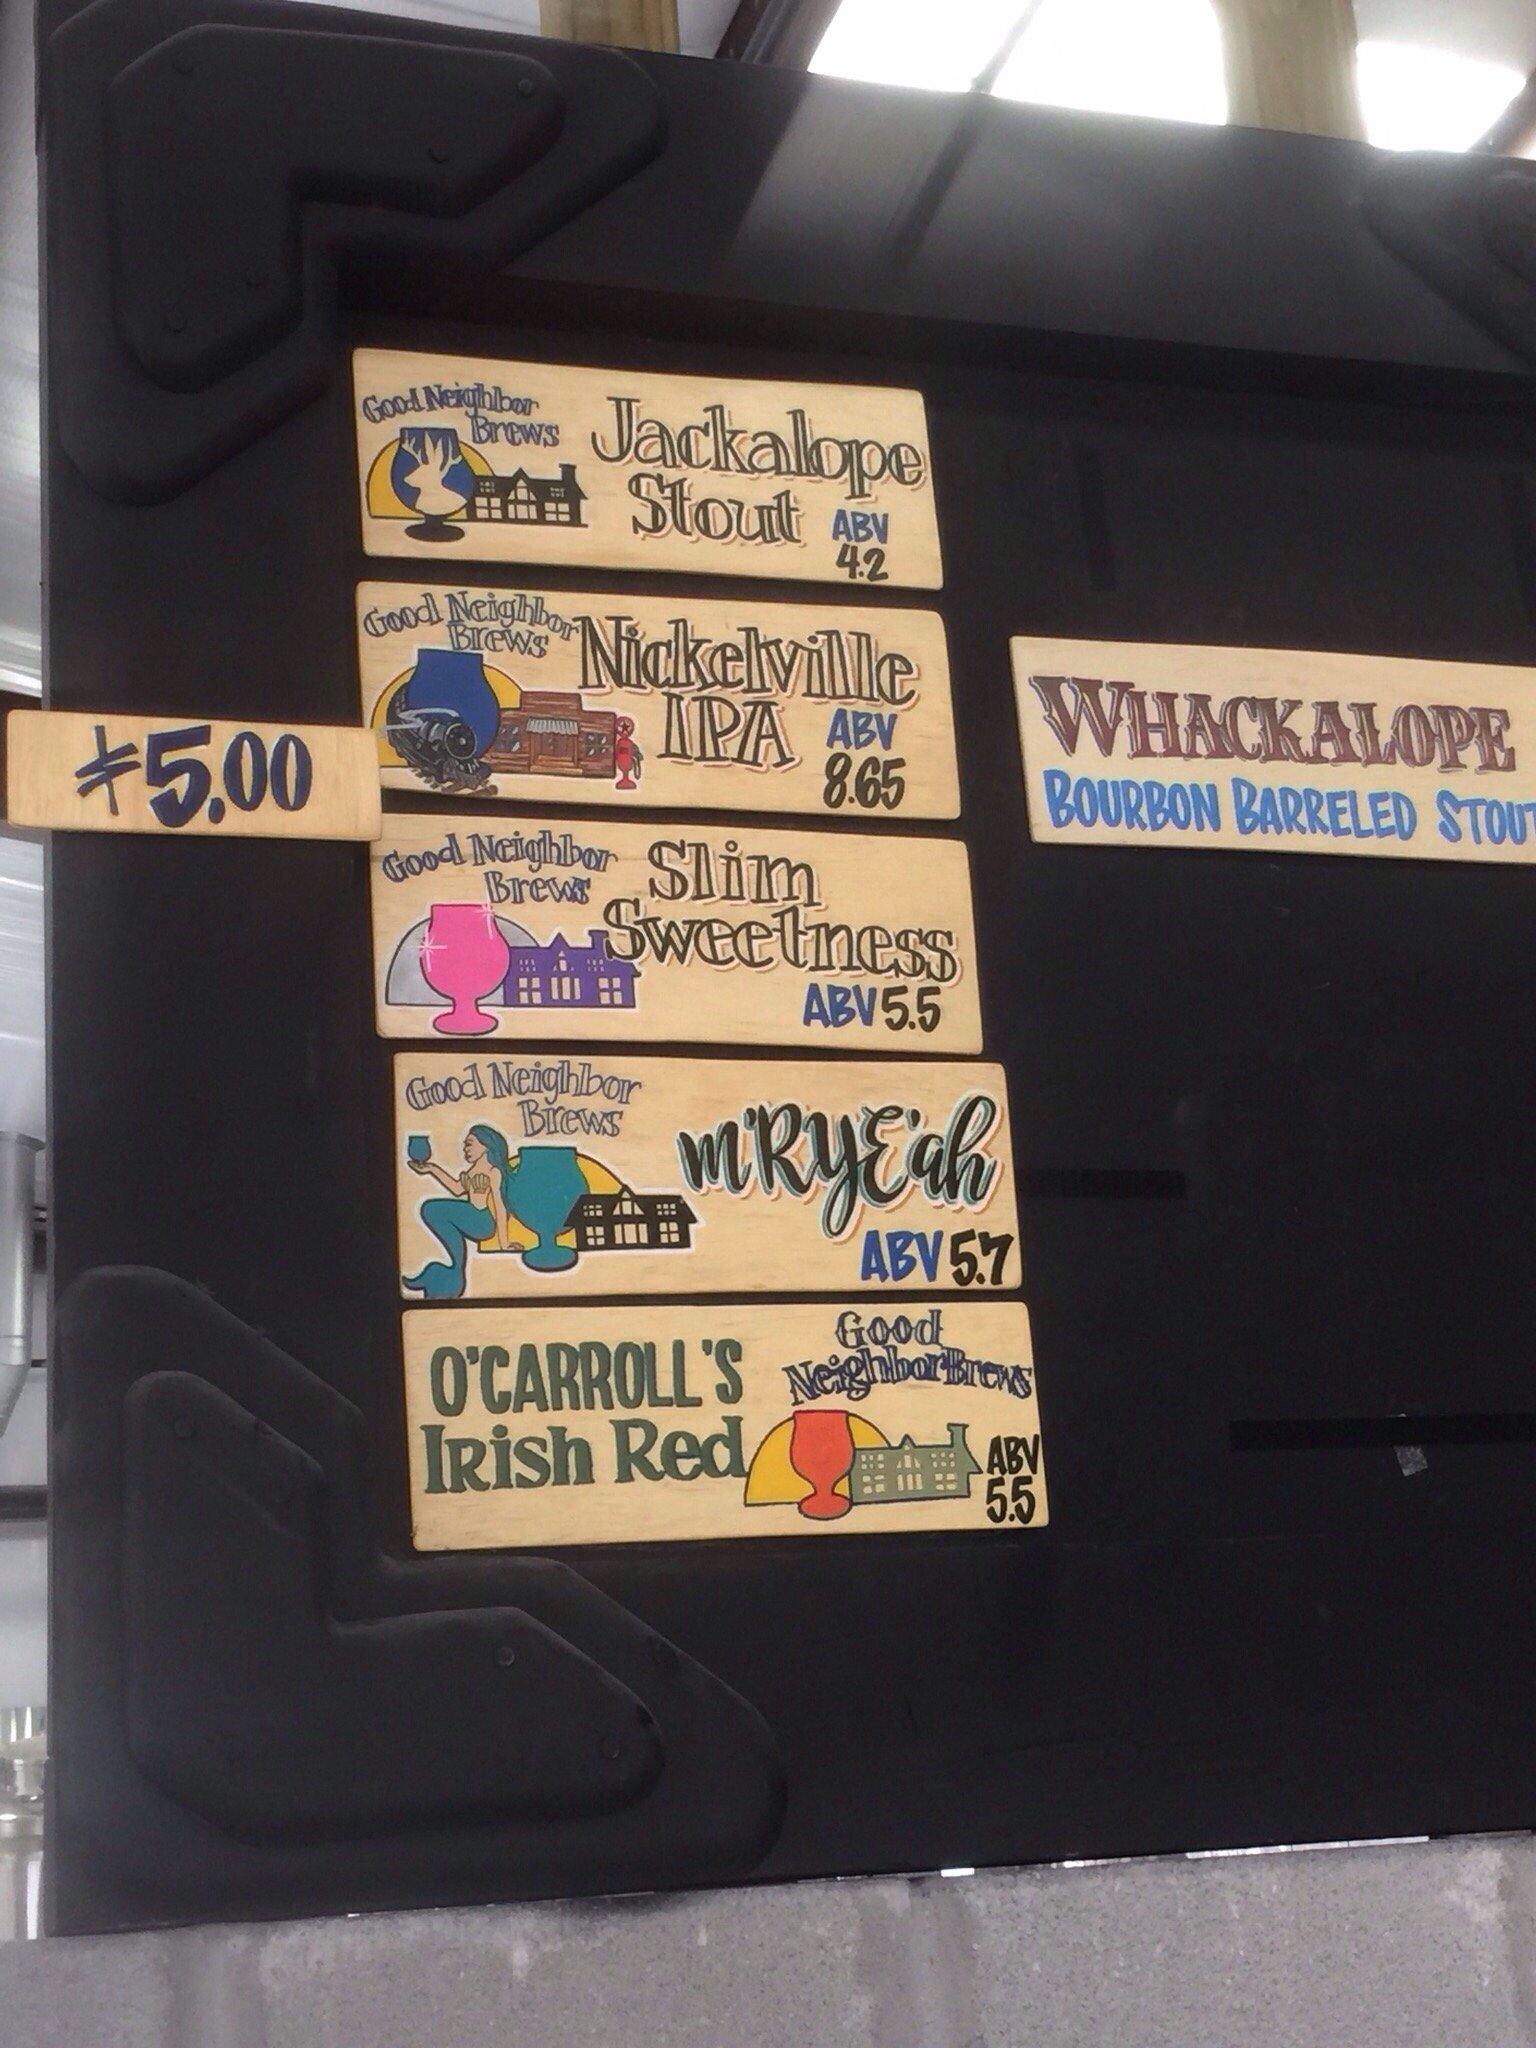 Good Neighbor
Brews
Jackalope
Stout
ABV
4.2
Good Neighbor
Brews
Nickelville
IPA
ABV
8.65
$5.00
Good Neighbor
Brews
Slim
Sweetness
ABV 5.5
Good Neighbor
Brews
m'RYE'ah
ABV 5.7
O'CARROLL'S
Irish Red
Good
Neighbor Brews
ABV
5.5
WHACKALOPE
BOURBON BARRELED STOUT